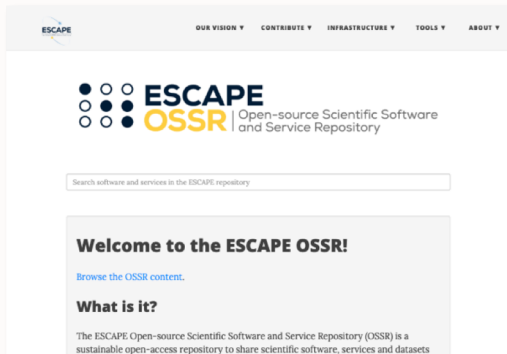 ESCAPE
OUR VISION ▼ CONTRIBUTE ▼ INFRASTRUCTURE ▼ TOOLS ▼ ABOUT ▼
ESCAPE
OSSR | Open-source Scientific Software
and Service Repository
Search software and services in the ESCAPE repository
Welcome to the ESCAPE OSSR!
Browse the OSSR content.
What is it?
The ESCAPE Open-source Scientific Software and Service Repository (OSSR) is a
sustainable open-access repository to share scientific software, services and datasets